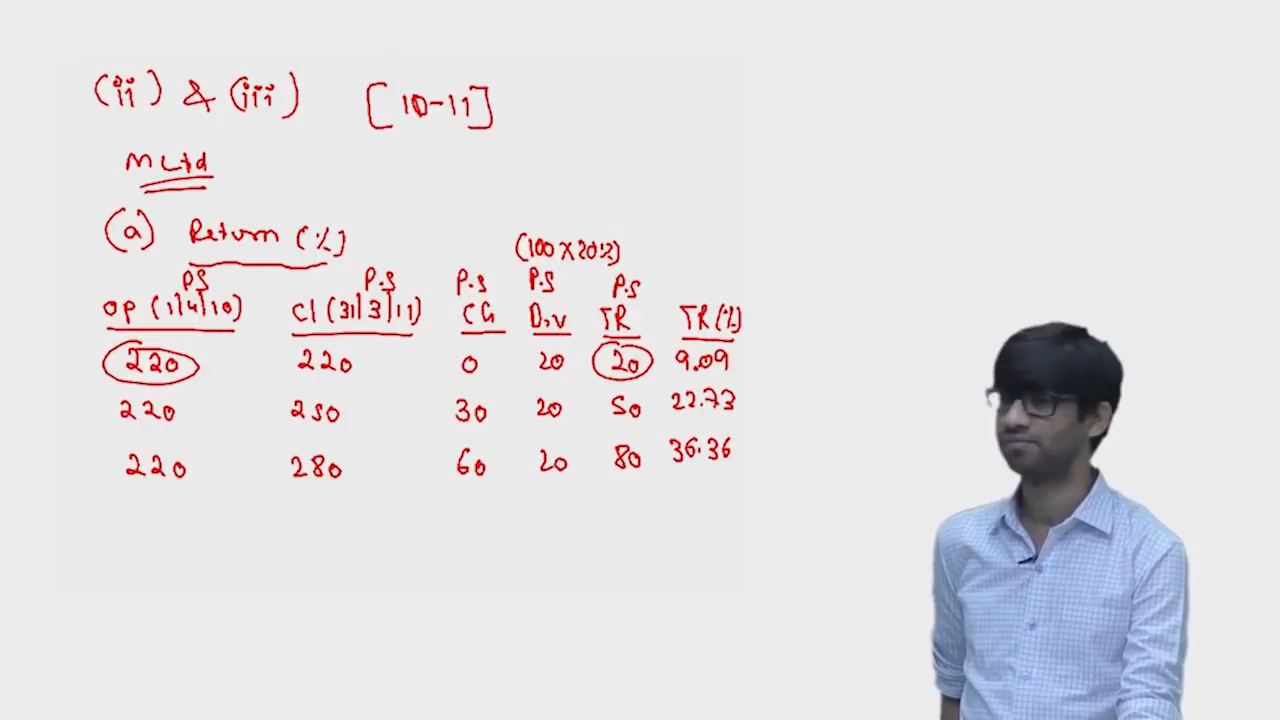 (ii) & (iii) [10-11]
M Ltd
(a) Return (%)
(100 X 20%)
PS P.S P.S P.S P.S
OP (1|4|10) Cl (31|3|11) CG Div TR TR (%)
220 220 0 20 20 9.09
220 250 30 20 50 22.73
220 280 60 20 80 36.36